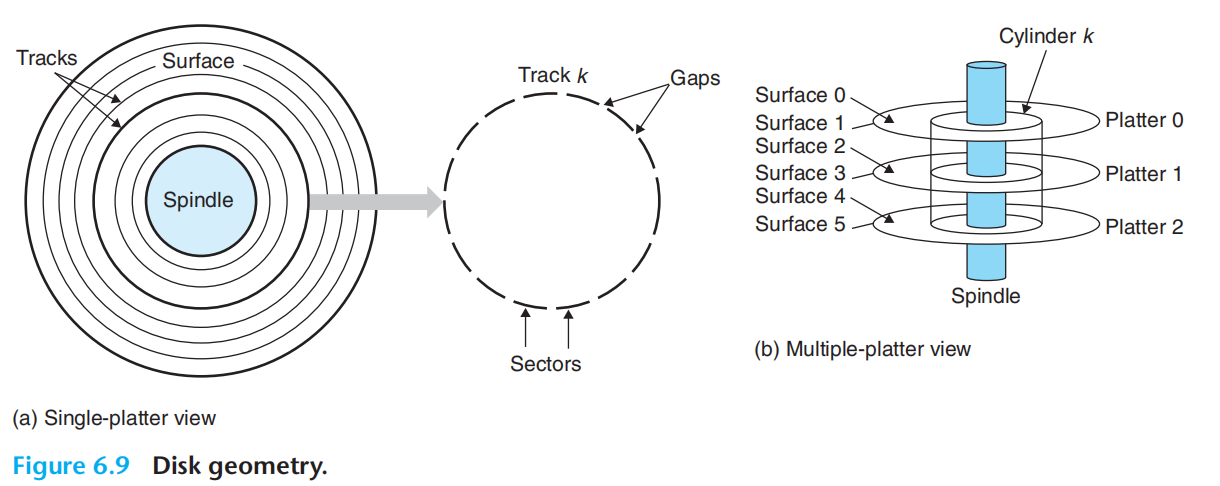 Tracks
Surface
Spindle
Track k
Gaps
Sectors
(a) Single-platter view
Cylinder k
Surface 0
Surface 1
Surface 2
Surface 3
Surface 4
Surface 5
Platter 0
Platter 1
Platter 2
Spindle
(b) Multiple-platter view
Figure 6.9 Disk geometry.